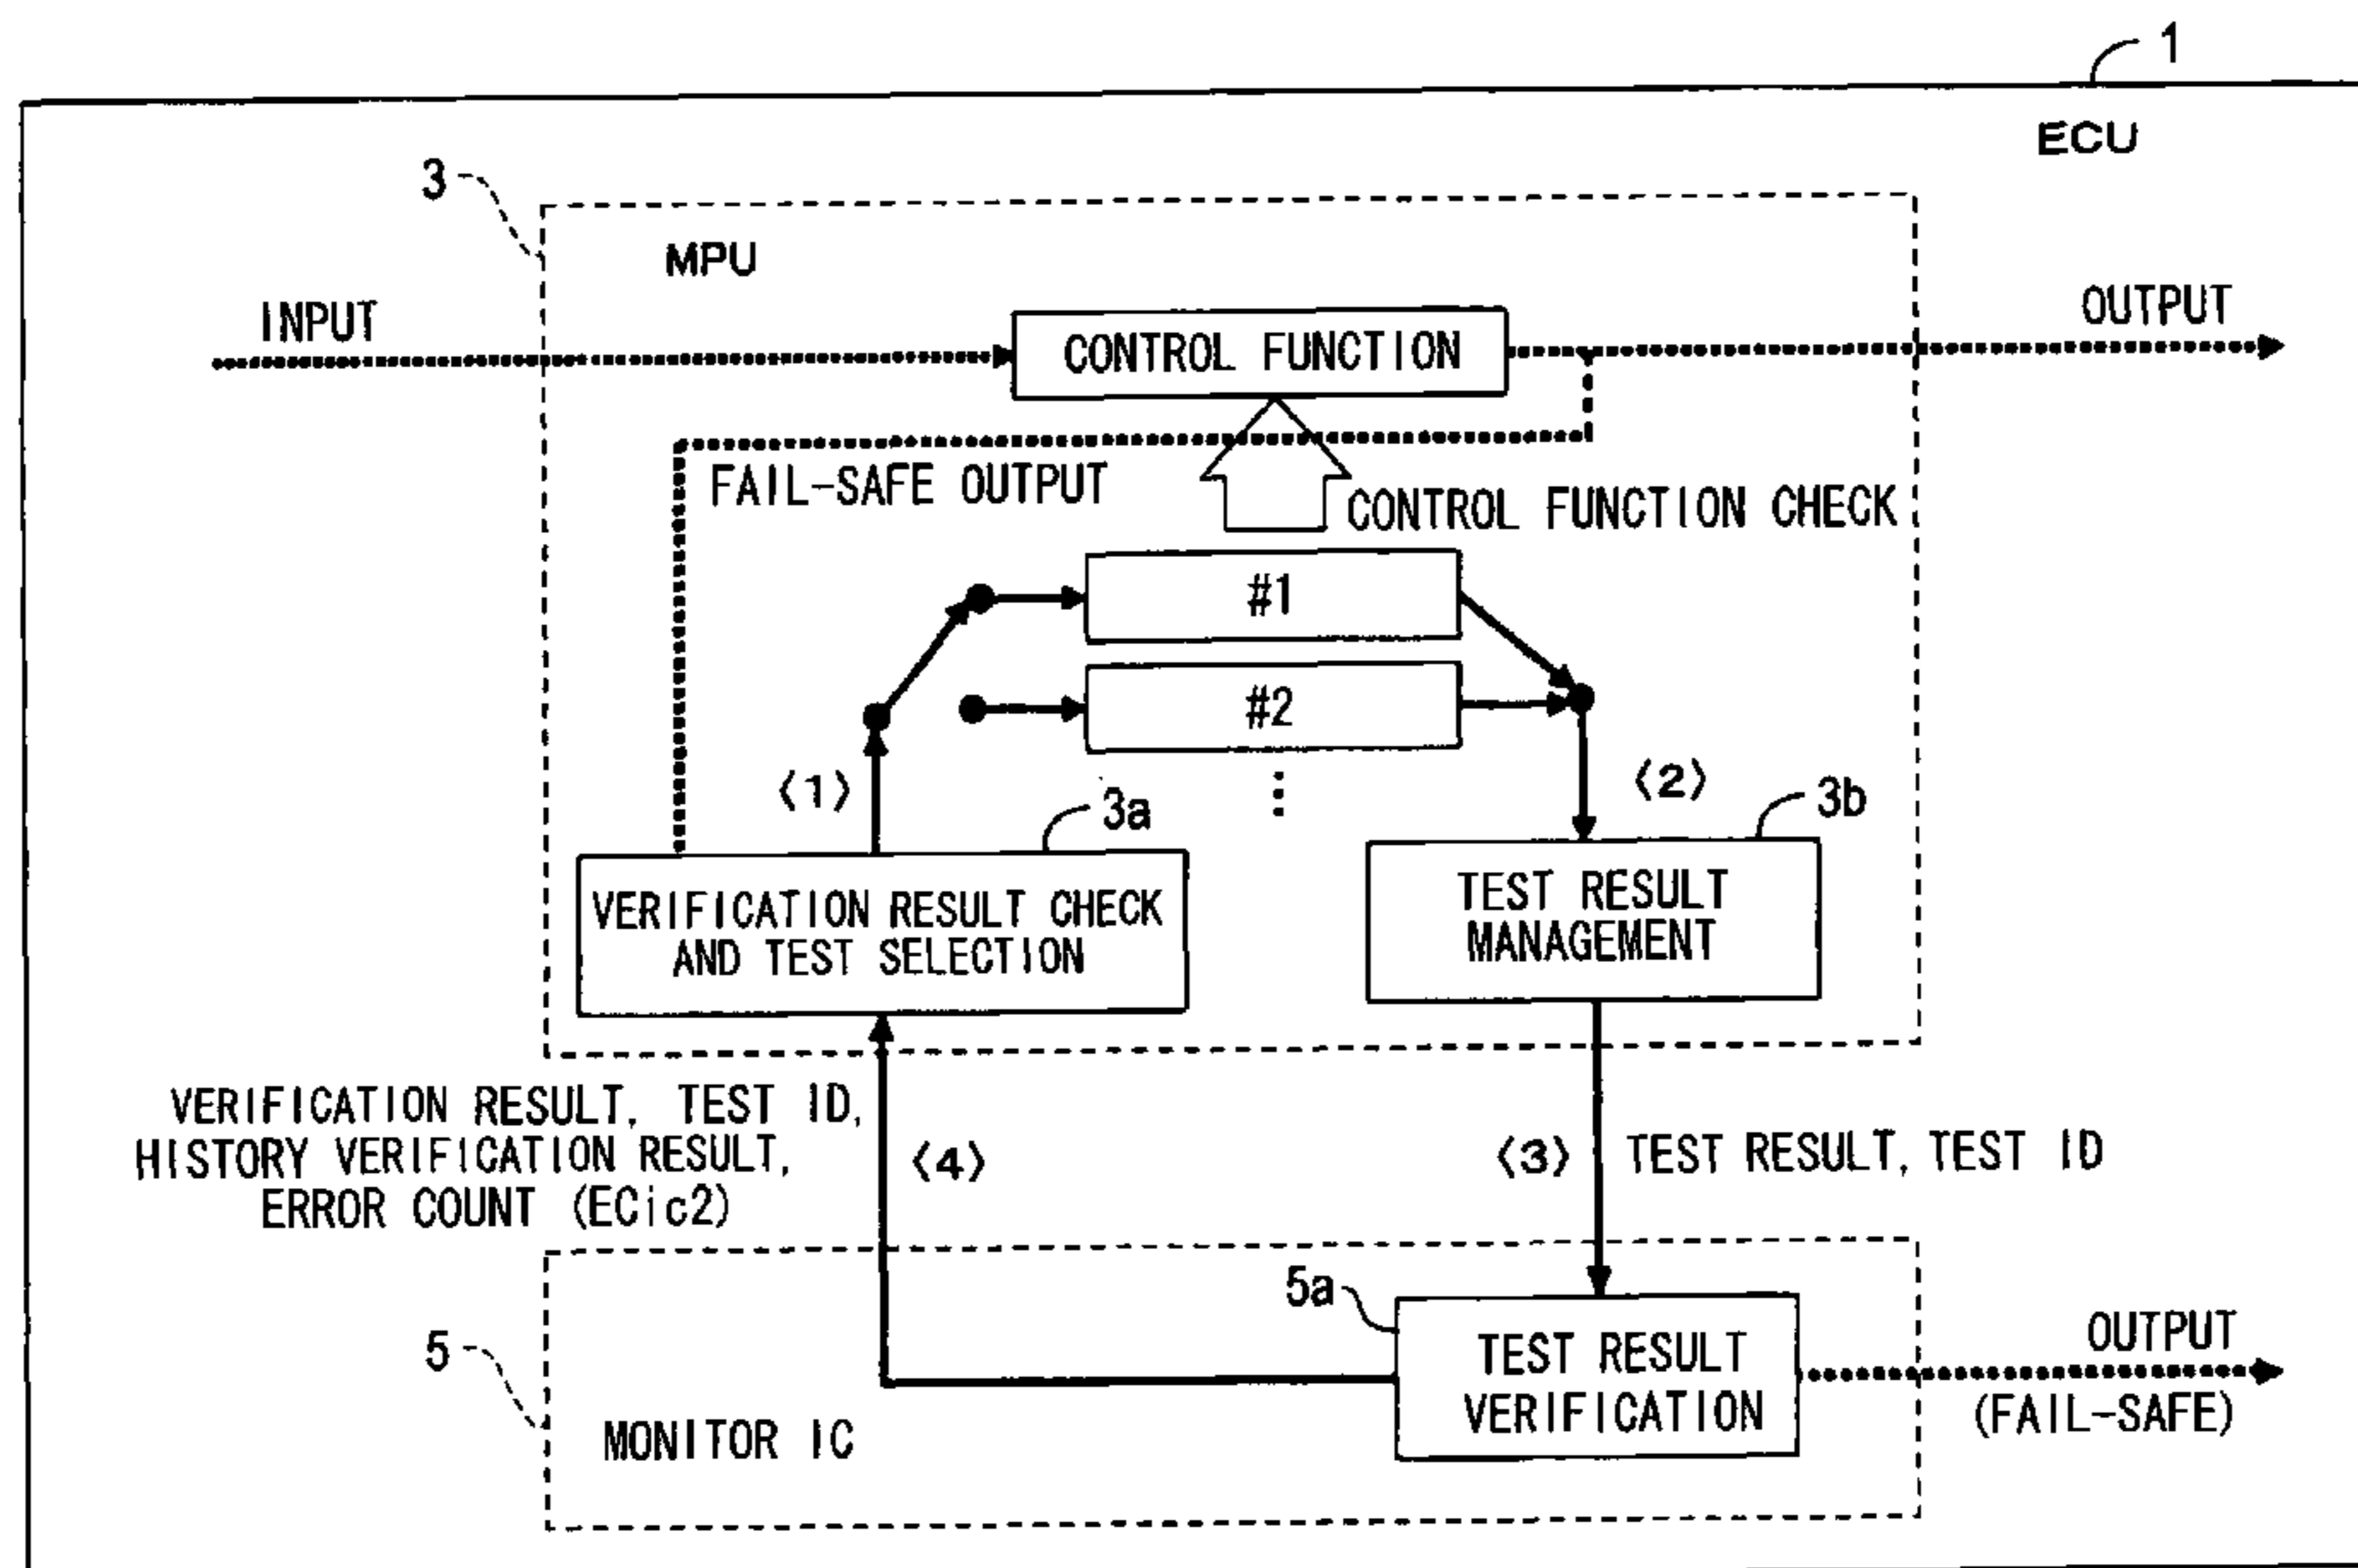 1
ECU
3
MPU
INPUT
OUTPUT
CONTROL FUNCTION
FAIL-SAFE OUTPUT
CONTROL FUNCTION CHECK
#1
#2
⟨1⟩
⟨2⟩
3a
3b
VERIFICATION RESULT CHECK
AND TEST SELECTION
TEST RESULT
MANAGEMENT
VERIFICATION RESULT, TEST ID,
HISTORY VERIFICATION RESULT,
ERROR COUNT (ECic2)
⟨4⟩
⟨3⟩
TEST RESULT, TEST ID
5a
5
TEST RESULT
VERIFICATION
OUTPUT
(FAIL-SAFE)
MONITOR IC